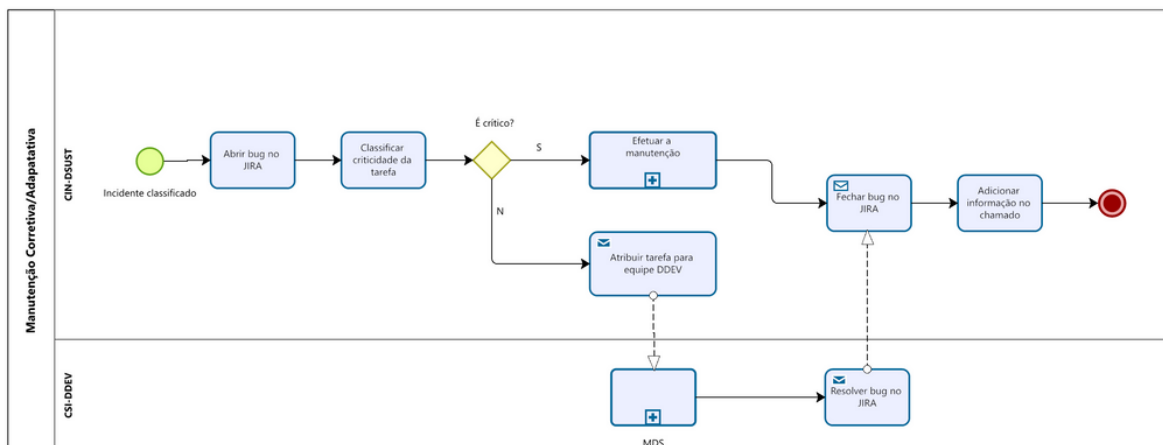 Manutenção Corretiva/Adapatativa
CIN-DSUST
Incidente classificado
Abrir bug no
JIRA
Classificar
criticidade da
tarefa
É crítico?
S
N
Efetuar a
manutenção
Atribuir tarefa para
equipe DDEV
Fechar bug no
JIRA
Adicionar
informação no
chamado
CSI-DDEV
MDS
Resolver bug no
JIRA